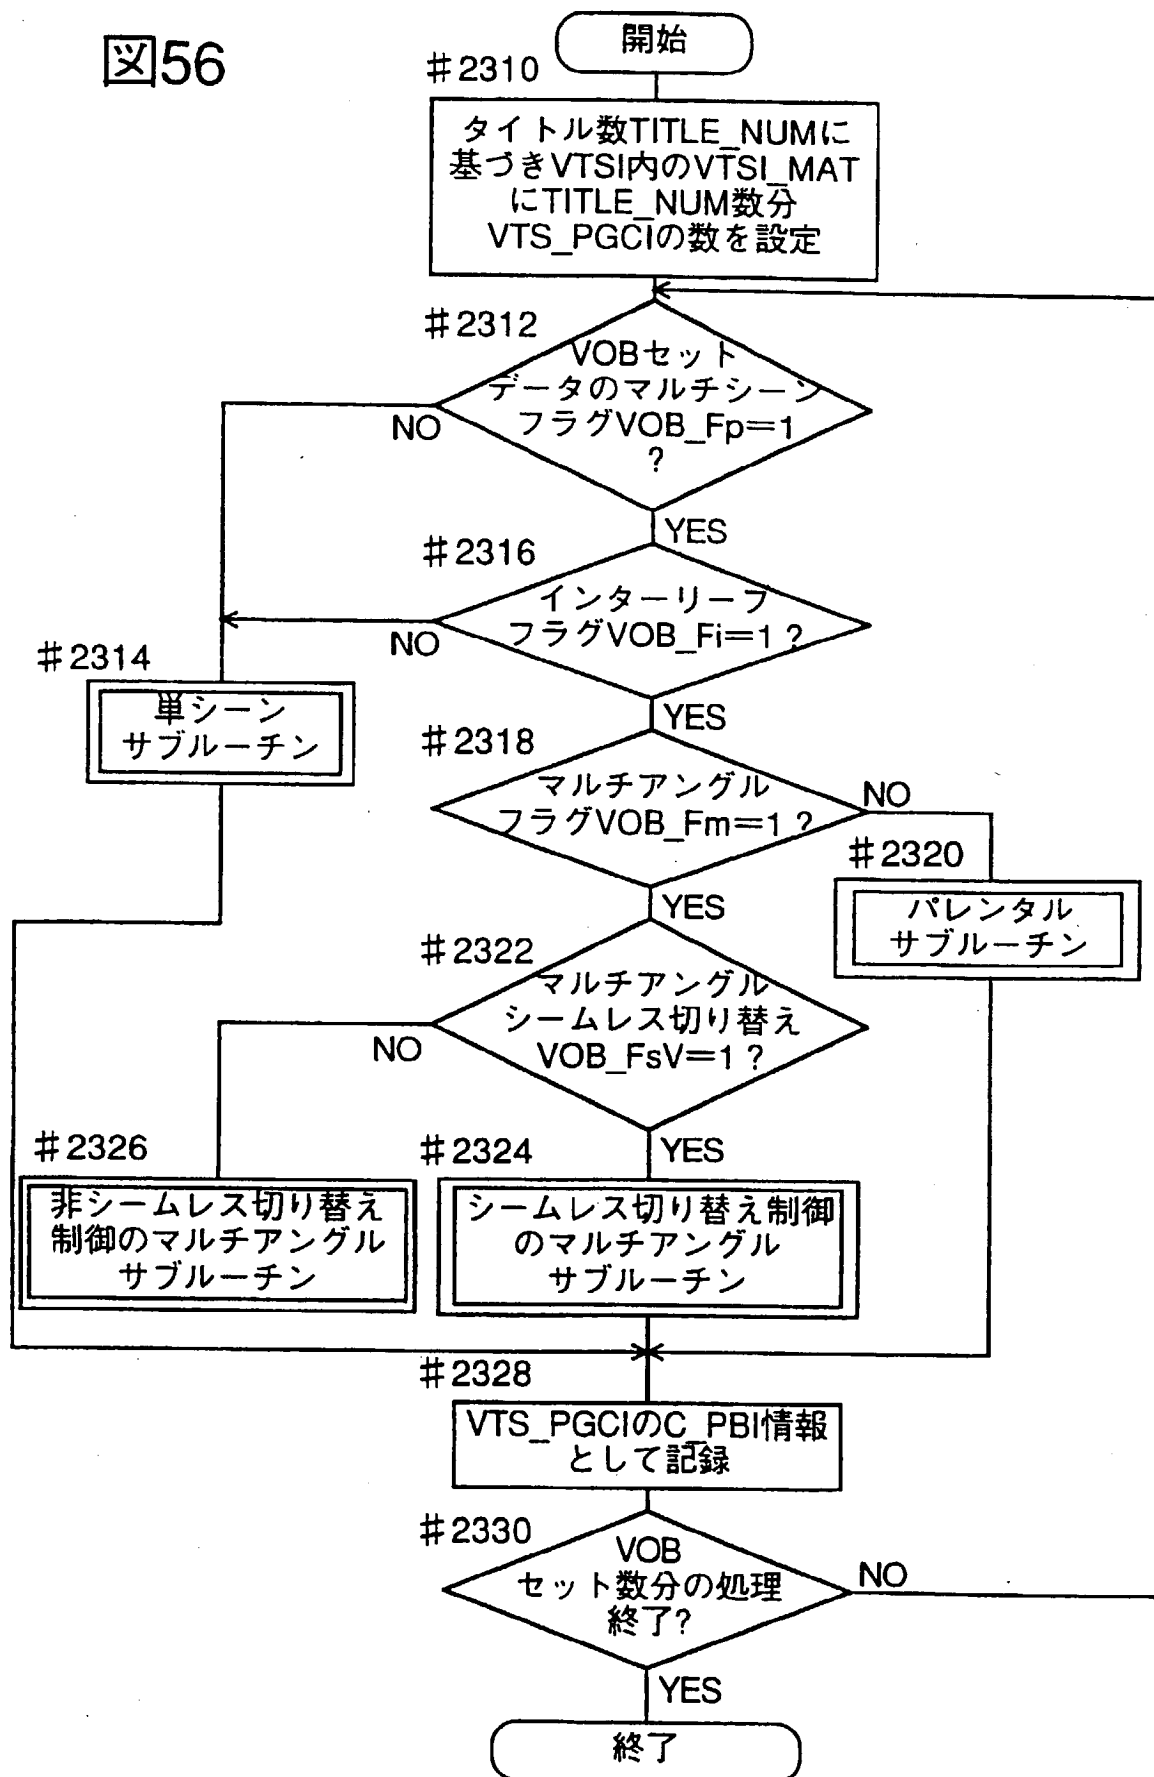 図56
開始
#2310
タイトル数TITLE_NUMに
基づきVTSI内のVTSI_MAT
にTITLE_NUM数分
VTS_PGCIの数を設定
#2312
VOBセット
データのマルチシーン
フラグVOB_Fp=1
?
NO
YES
#2316
インターリーフ
フラグVOB_Fi=1?
NO
YES
#2314
単シーン
サブルーチン
#2318
マルチアングル
フラグVOB_Fm=1?
NO
YES
#2320
パレンタル
サブルーチン
#2322
マルチアングル
シームレス切り替え
VOB_FsV=1?
NO
YES
#2326
非シームレス切り替え
制御のマルチアングル
サブルーチン
#2324
シームレス切り替え制御
のマルチアングル
サブルーチン
#2328
VTS_PGCIのC_PBI情報
として記録
#2330
VOB
セット数分の処理
終了?
NO
YES
終了